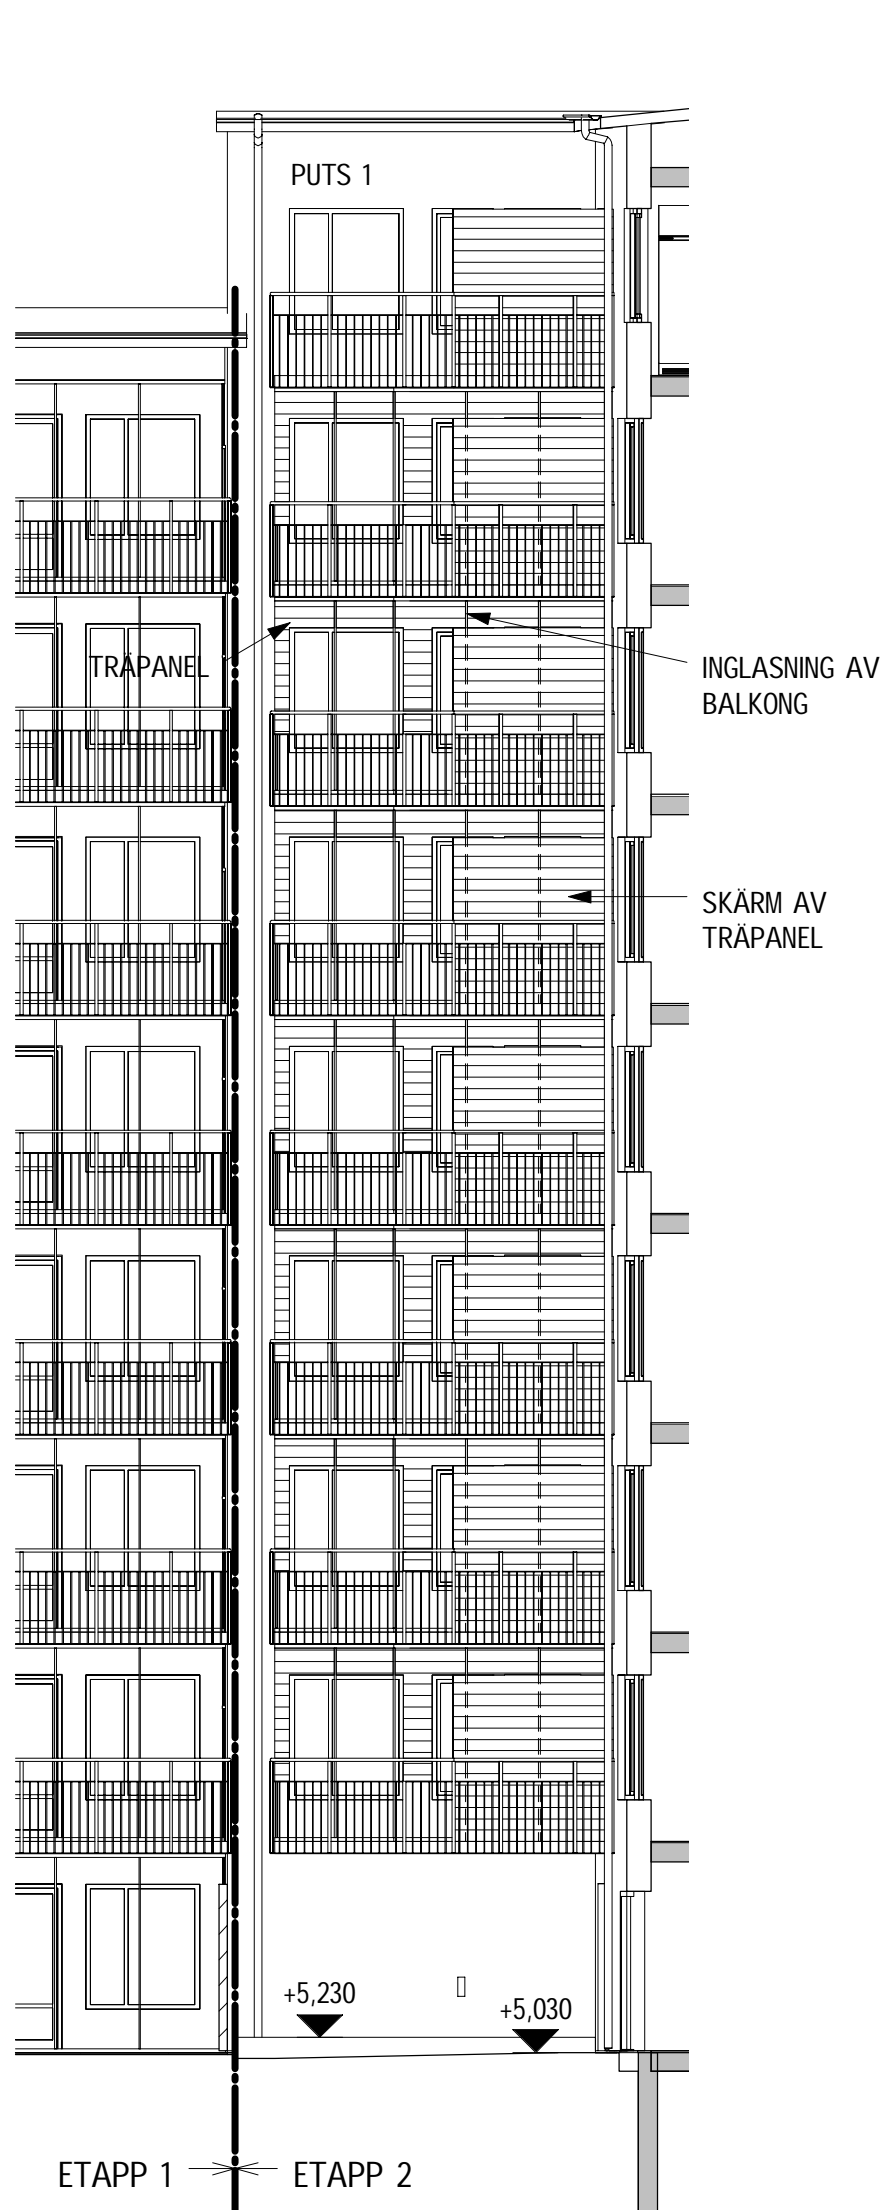 PUTS 1
TRÄPANEL
INGLASNING AV
BALKONG
SKÄRM AV
TRÄPANEL
+5,230
+5,030
ETAPP 1
ETAPP 2